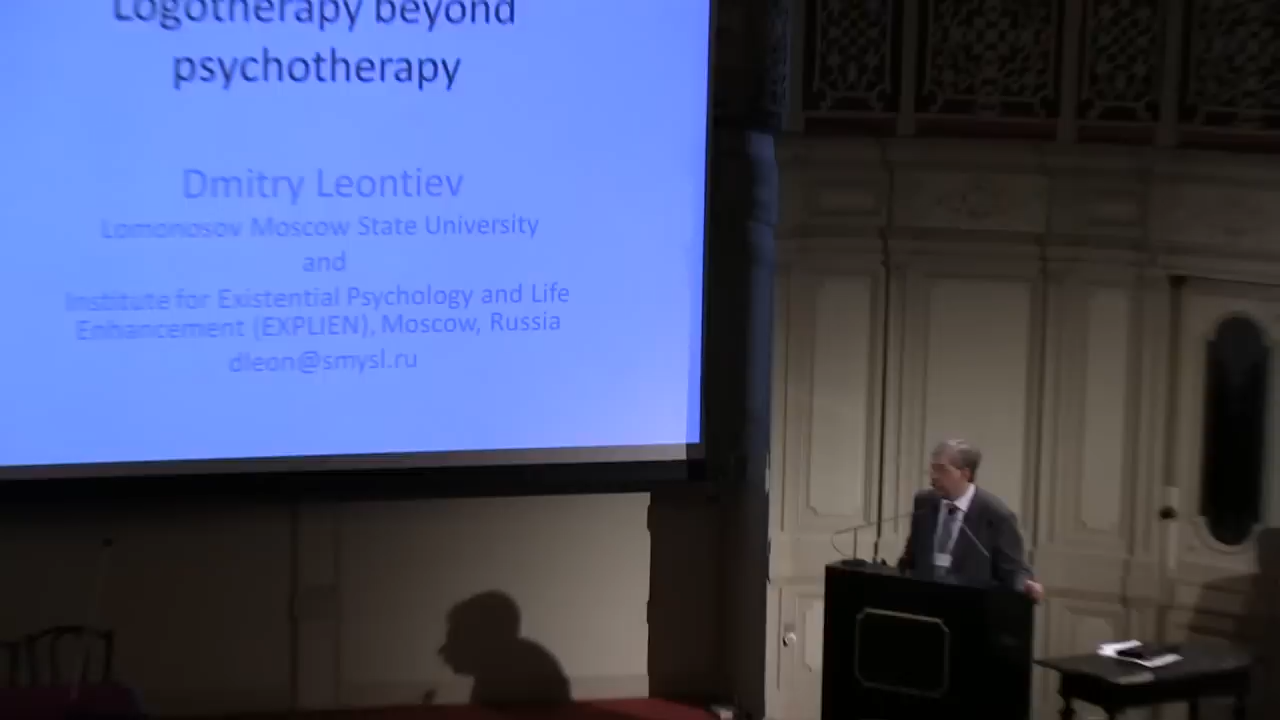 Logotherapy beyond
psychotherapy
Dmitry Leontiev
Lomonosov Moscow State University
and
Institute for Existential Psychology and Life
Enhancement (EXPLIEN), Moscow, Russia
dleon@smysl.ru